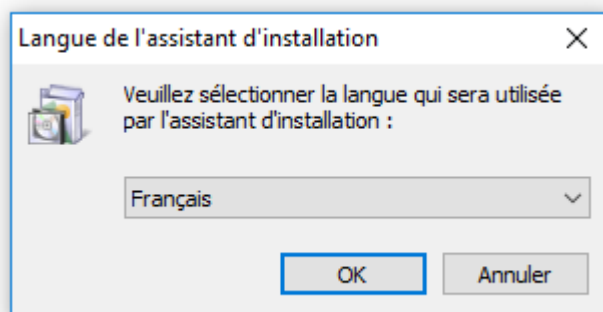 Langue de l'assistant d'installation
Veuillez sélectionner la langue qui sera utilisée
par l'assistant d'installation :
Français
OK Annuler